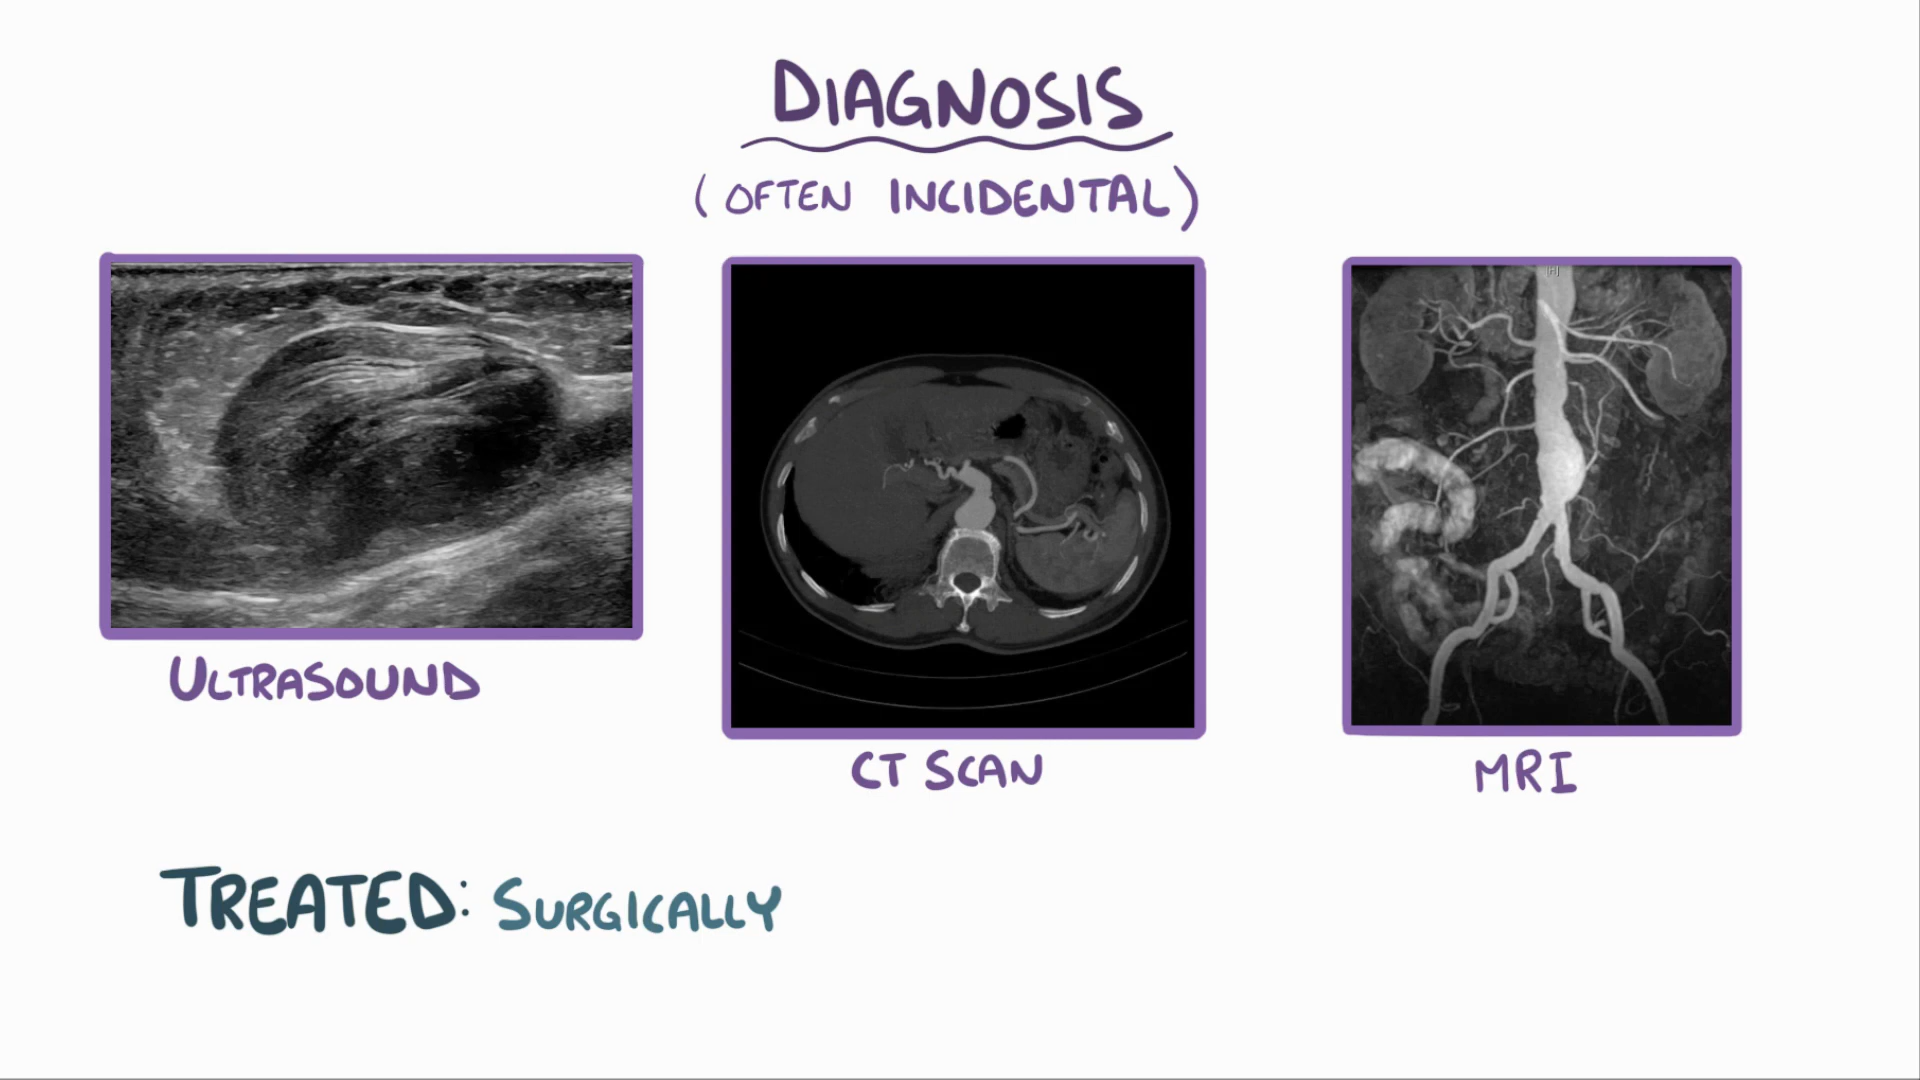 DIAGNOSIS
(OFTEN INCIDENTAL)
[H]
ULTRASOUND
CT SCAN
MRI
TREATED: SURGICALLY